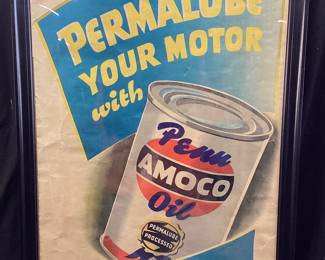 PERMALUBE
YOUR MOTOR
with
Penn
AMOCO
Oil
PERMALUBE
PROCESSED